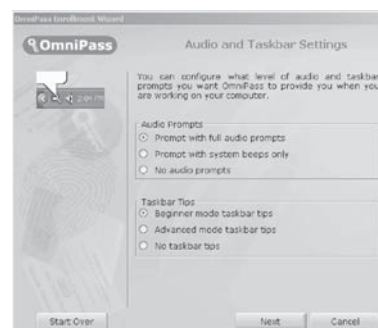 OmniPass Enrollment Wizard
OmniPass
Audio and Taskbar Settings
You can configure what level of audio and taskbar
prompts you want OmniPass to provide you when you
are working on your computer.
Audio Prompts
Prompt with full audio prompts
Prompt with system beeps only
No audio prompts
Taskbar Tips
Beginner mode taskbar tips
Advanced mode taskbar tips
No taskbar tips
Start Over
Next
Cancel